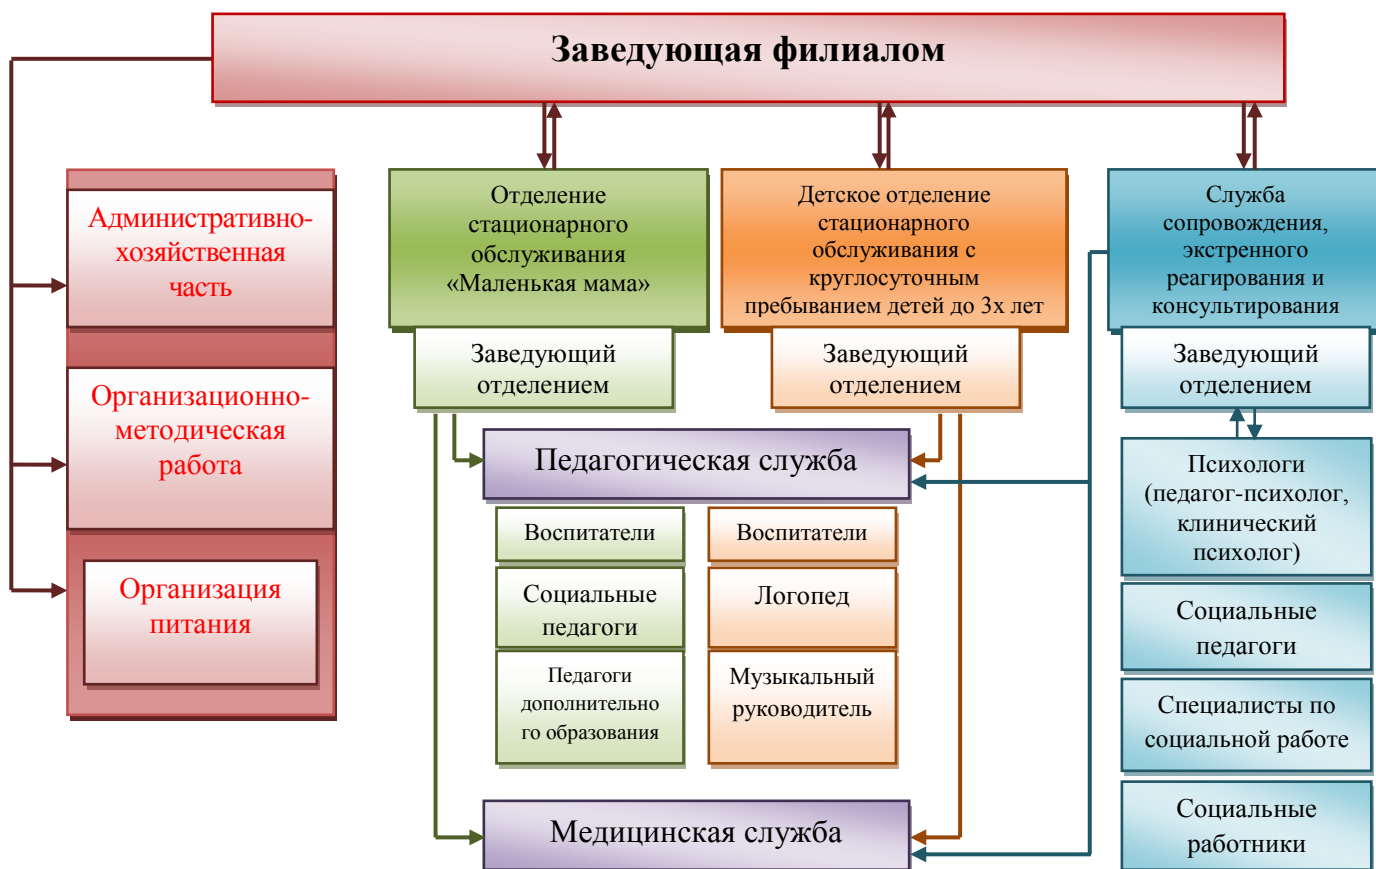 Заведующая филиалом
Административно-
хозяйственная
часть
Организационно-
методическая
работа
Организация
питания
Отделение
стационарного
обслуживания
«Маленькая мама»
Заведующий
отделением
Детское отделение
стационарного
обслуживания с
круглосуточным
пребыванием детей до 3х лет
Заведующий
отделением
Служба
сопровождения,
экстренного
реагирования и
консультирования
Заведующий
отделением
Педагогическая служба
Воспитатели
Социальные
педагоги
Педагоги
дополнительно
го образования
Воспитатели
Логопед
Музыкальный
руководитель
Медицинская служба
Психологи
(педагог-психолог,
клинический
психолог)
Социальные
педагоги
Специалисты по
социальной работе
Социальные
работники